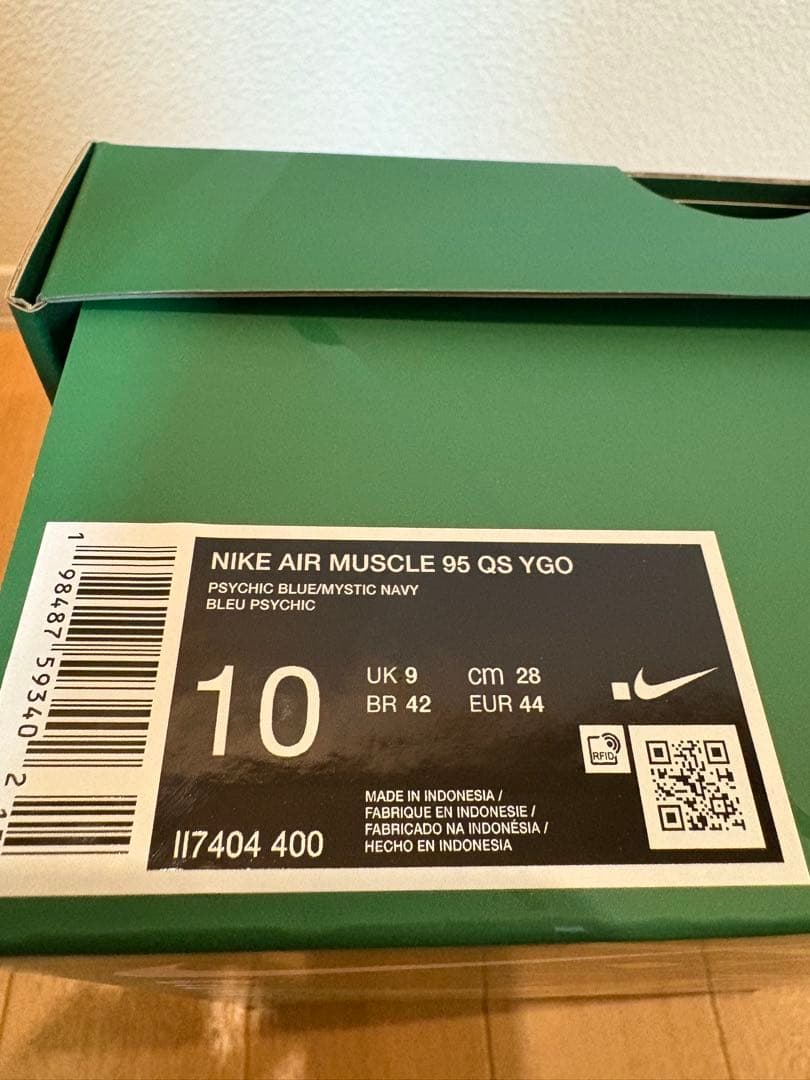 NIKE AIR MUSCLE 95 QS YGO
PSYCHIC BLUE/MYSTIC NAVY
BLEU PSYCHIC
10
UK 9
cm 28
BR 42
EUR 44
RFID
II7404 400
MADE IN INDONESIA /
FABRIQUE EN INDONESIE /
FABRICADO NA INDONÉSIA /
HECHO EN INDONESIA
1 98487 59340 2